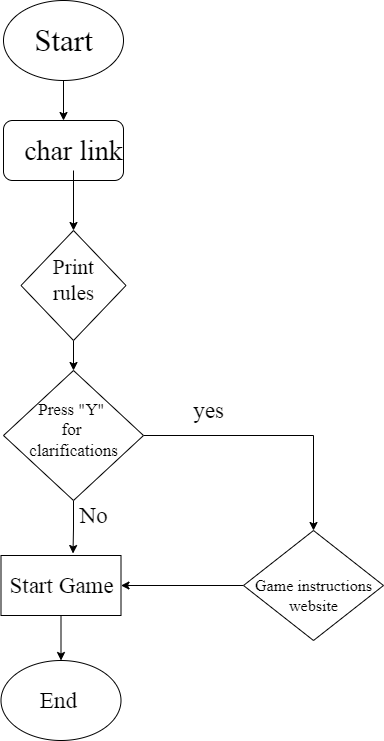 Start
char link
Print
rules
Press "Y"
for
clarifications
yes
No
Start Game
Game instructions
website
End